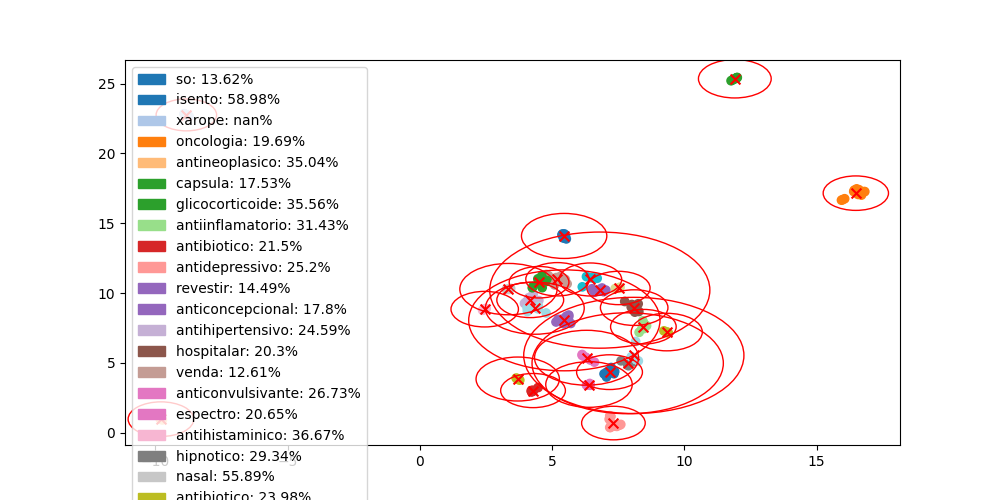 so: 13.62%
isento: 58.98%
xarope: nan%
oncologia: 19.69%
antineoplasico: 35.04%
capsula: 17.53%
glicocorticoide: 35.56%
antiinflamatorio: 31.43%
antibiotico: 21.5%
antidepressivo: 25.2%
revestir: 14.49%
anticoncepcional: 17.8%
antihipertensivo: 24.59%
hospitalar: 20.3%
venda: 12.61%
anticonvulsivante: 26.73%
espectro: 20.65%
antihistaminico: 36.67%
hipnotico: 29.34%
nasal: 55.89%
antibiotico: 23.98%
25
20
15
10
5
0
−10 −5 0 5 10 15